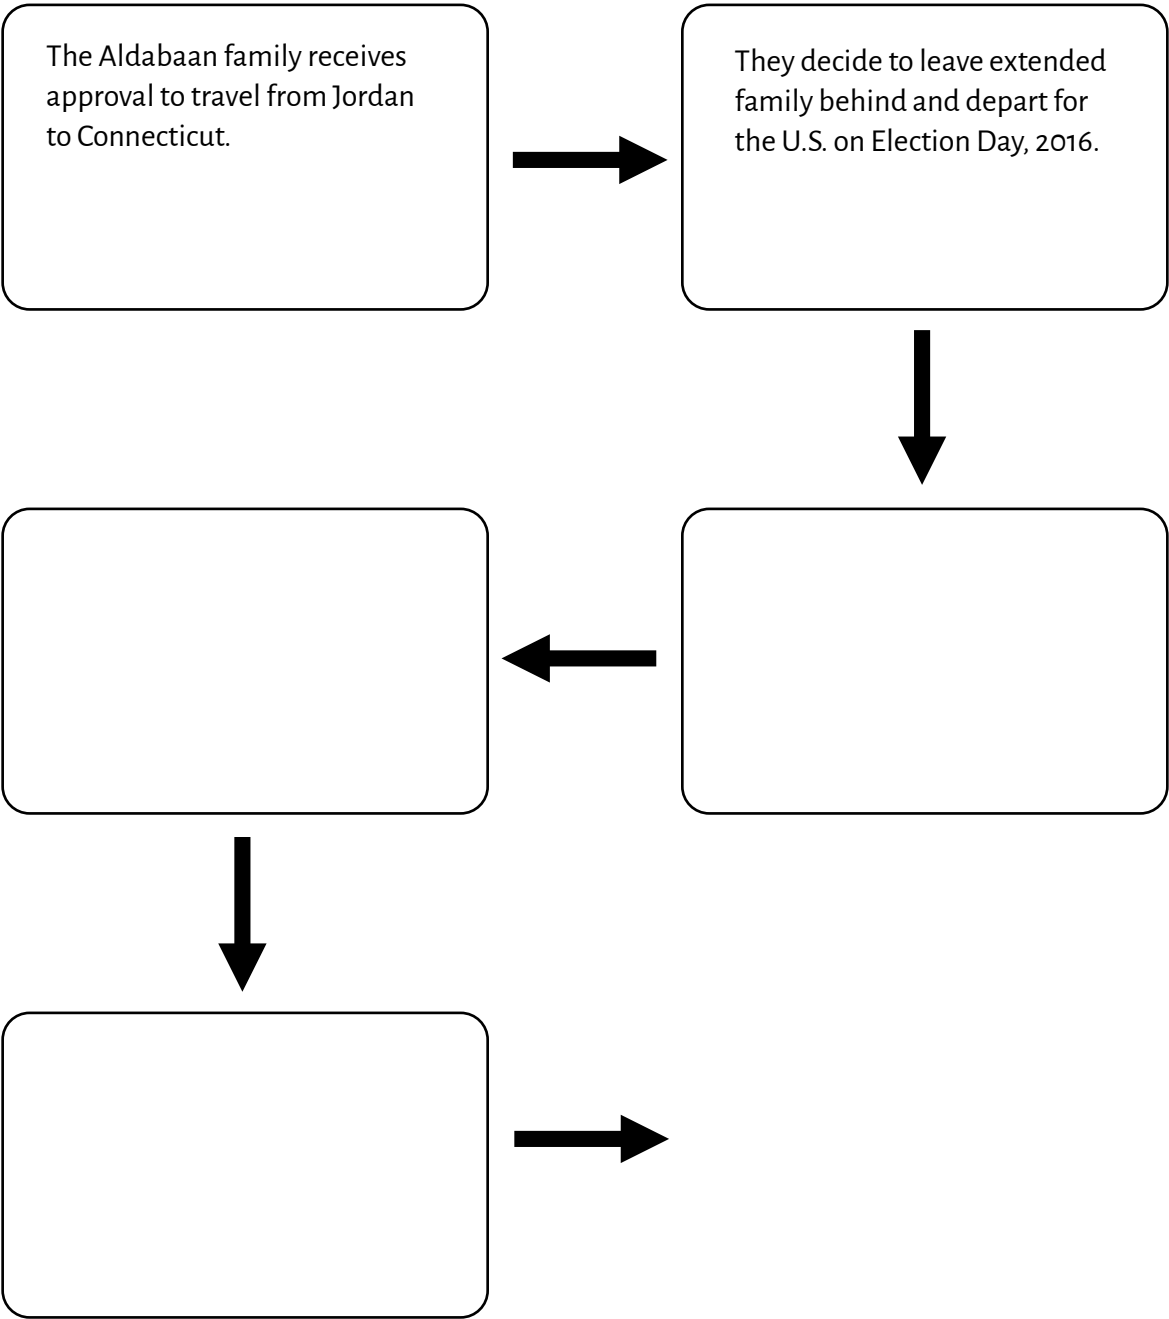 The Aldabaan family receives
approval to travel from Jordan
to Connecticut.
They decide to leave extended
family behind and depart for
the U.S. on Election Day, 2016.